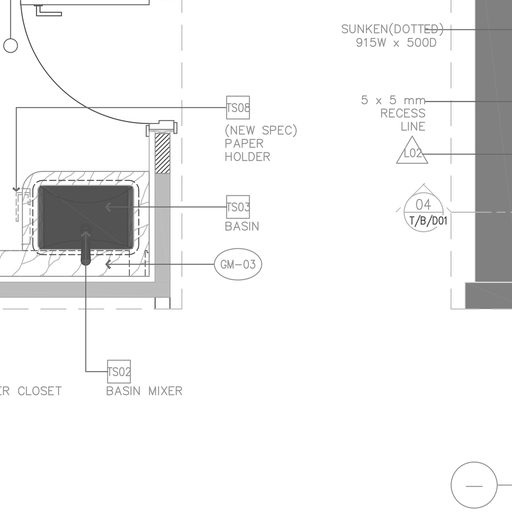 SUNKEN(DOTTED)
915W x 500D
TS08
(NEW SPEC)
PAPER
HOLDER
5 x 5 mm
RECESS
LINE
L02
TS03
BASIN
04
T/B/D01
GM-03
TS02
ER CLOSET
BASIN MIXER